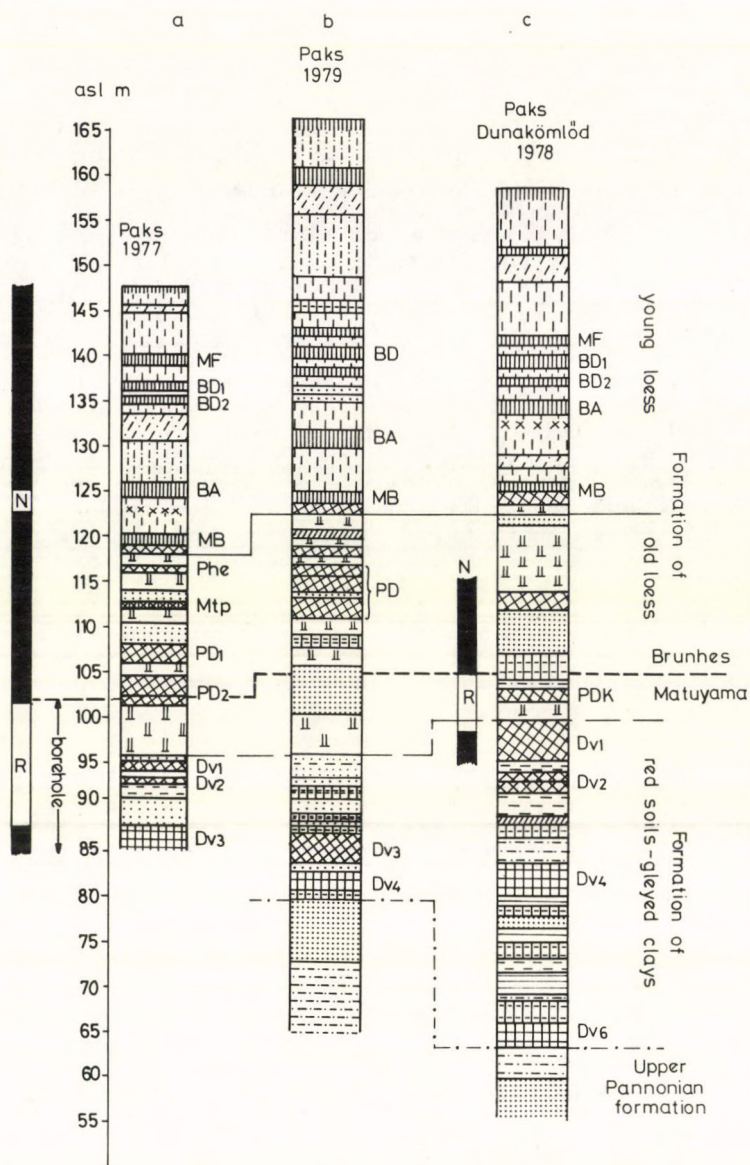 a
b
c
Paks
1979
asl m
Paks
Dunakömlőd
1978
Paks
1977
165
160
155
150
145
140
135
130
125
120
115
110
105
100
95
90
85
80
75
70
65
60
55
N
R
borehole
MF
BD1
BD2
BA
MB
Phe
Mtp
PD1
PD2
Dv1
Dv2
Dv3
BD
BA
MB
PD
Dv3
Dv4
N
R
MF
BD1
BD2
BA
MB
PDK
Dv1
Dv2
Dv4
Dv6
young loess
Formation of
old loess
Brunhes
Matuyama
Formation of
red soils-gleyed clays
Upper
Pannonian
formation